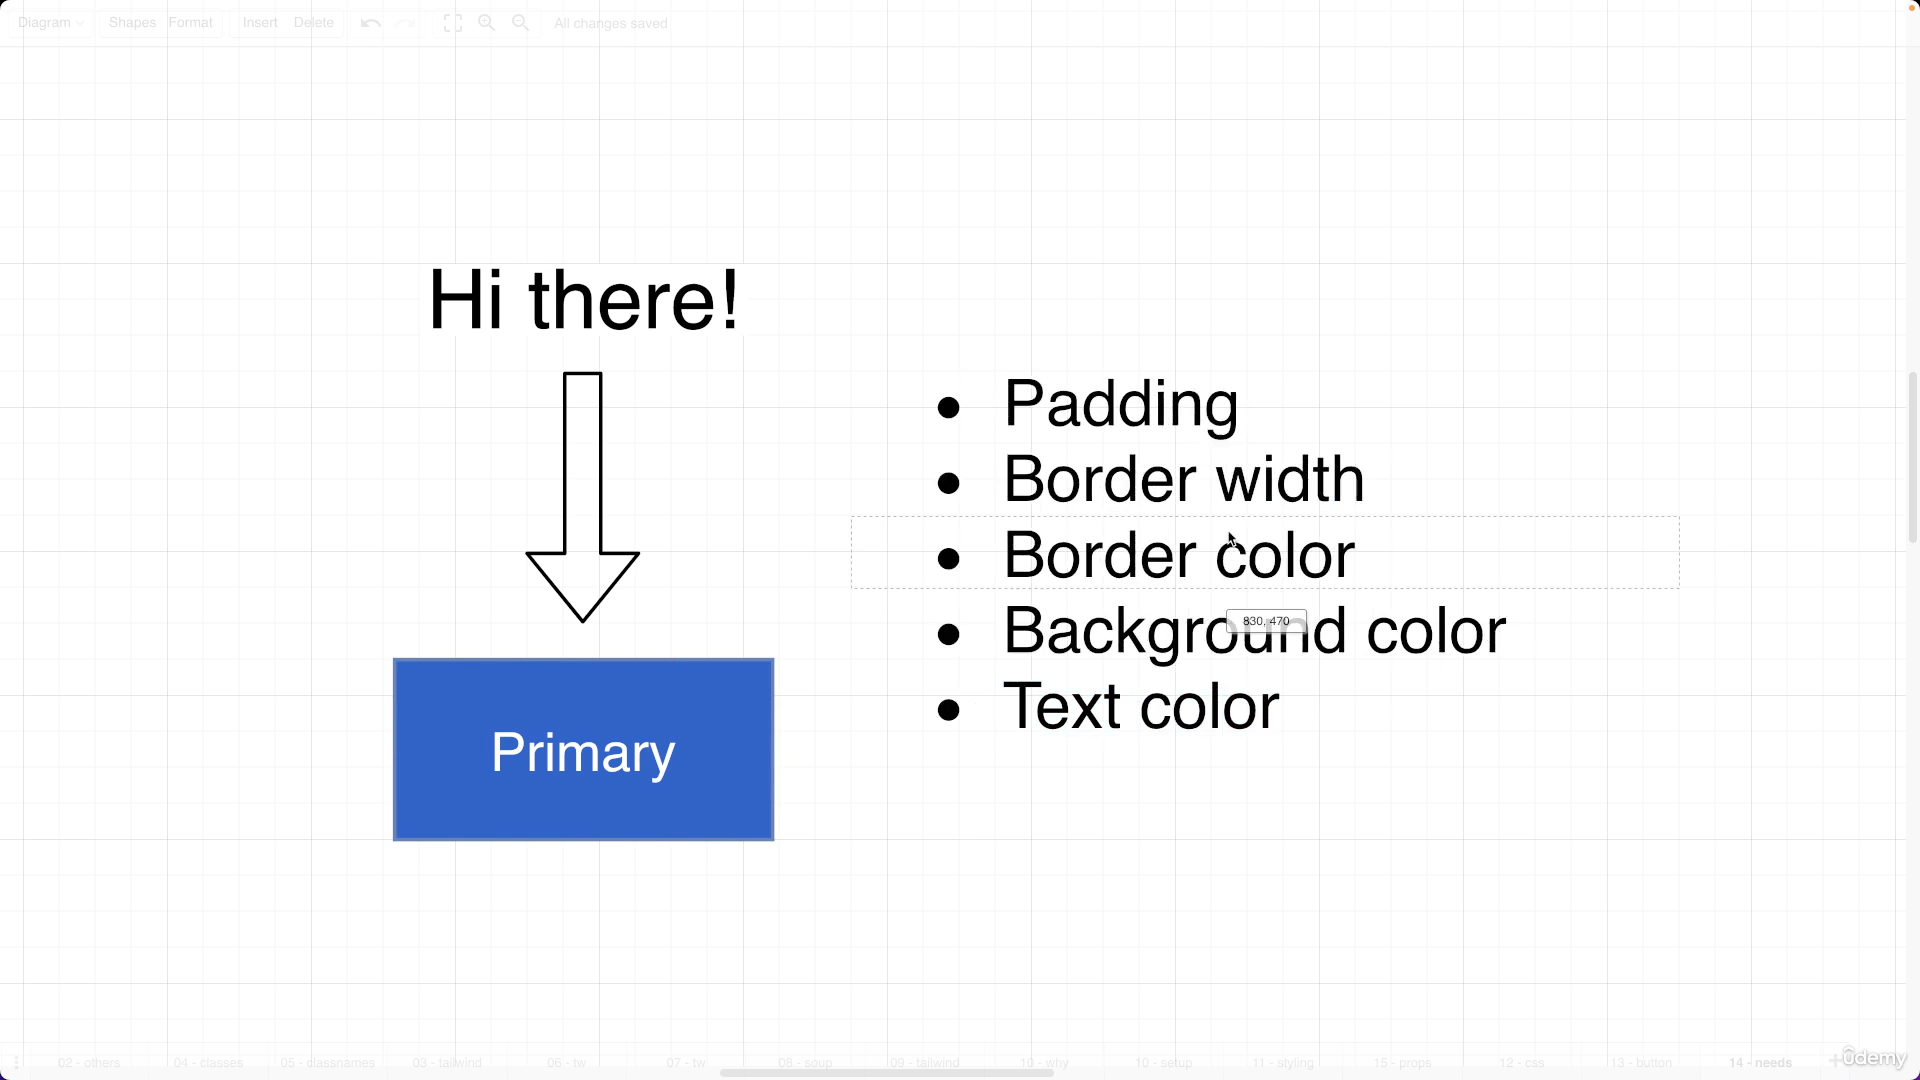 Diagram
Shapes
Format
Insert
Delete
All changes saved
Hi there!
• Padding
• Border width
• Border color
• Background color
• Text color
830, 470
Primary
02 - others
04 - classes
05 - classnames
03 - tailwind
06 - tw
07 - tw
08 - soup
09 - tailwind
10 - why
10 - setup
11 - styling
15 - props
12 - css
13 - button
14 - needs
ûdemy